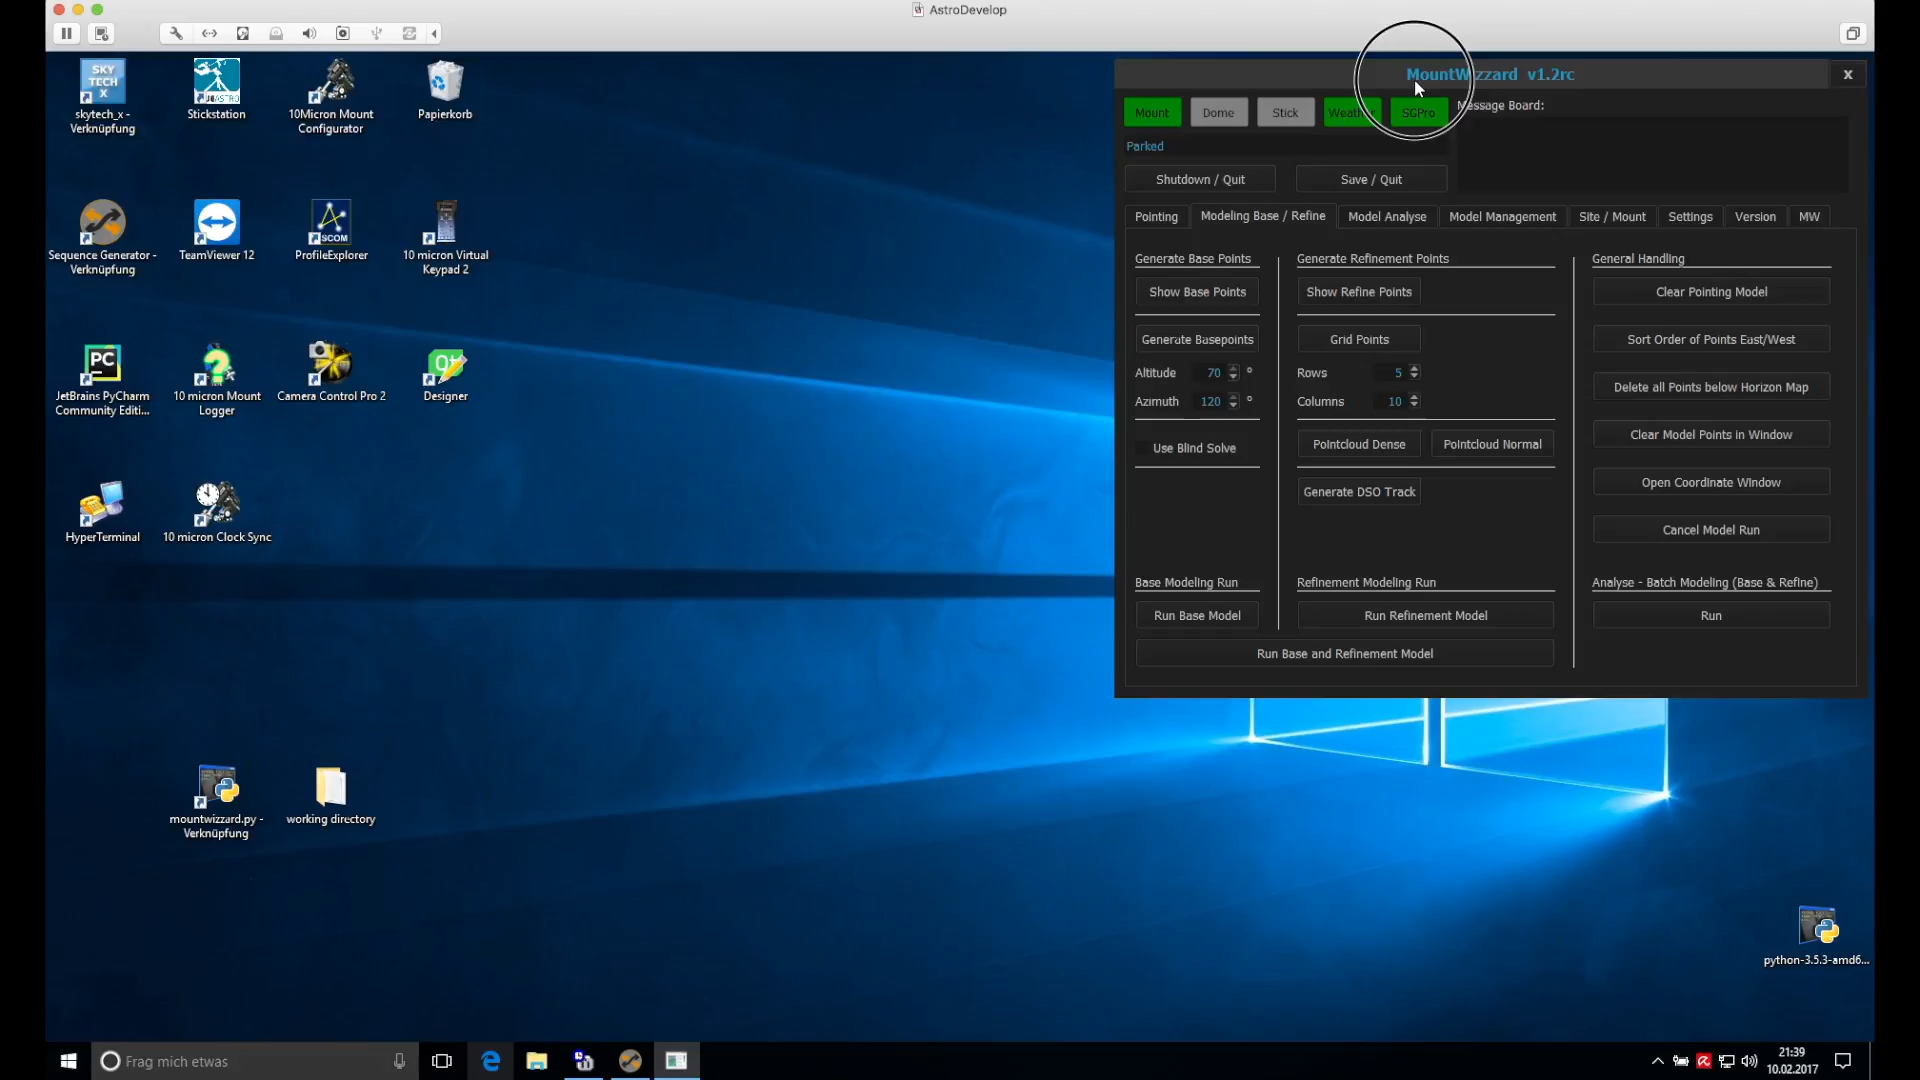 AstroDevelop
SKY
TECH
X
skytech_x -
Verknüpfung
Stickstation
10Micron Mount
Configurator
Papierkorb
MountWizzard v1.2rc
x
Mount
Dome
Stick
SGPro
Message Board:
Parked
Shutdown / Quit
Save / Quit
Pointing
Modeling Base / Refine
Model Analyse
Model Management
Site / Mount
Settings
Version
MW
Sequence Generator -
Verknüpfung
TeamViewer 12
SCOM
ProfileExplorer
10 micron Virtual
Keypad 2
Generate Base Points
Generate Refinement Points
General Handling
Show Base Points
Show Refine Points
Clear Pointing Model
Generate Basepoints
Grid Points
Sort Order of Points East/West
Altitude 70 °
Rows 5
Delete all Points below Horizon Map
Azimuth 120 °
Columns 10
PC
JetBrains PyCharm
Community Editi...
10 micron Mount
Logger
Camera Control Pro 2
Qt
Designer
Use Blind Solve
Pointcloud Dense
Pointcloud Normal
Clear Model Points in Window
Generate DSO Track
Open Coordinate Window
Cancel Model Run
HyperTerminal
10 micron Clock Sync
Base Modeling Run
Refinement Modeling Run
Analyse - Batch Modeling (Base & Refine)
Run Base Model
Run Refinement Model
Run
Run Base and Refinement Model
mountwizzard.py -
Verknüpfung
working directory
python-3.5.3-amd6...
Frag mich etwas
21:39
10.02.2017